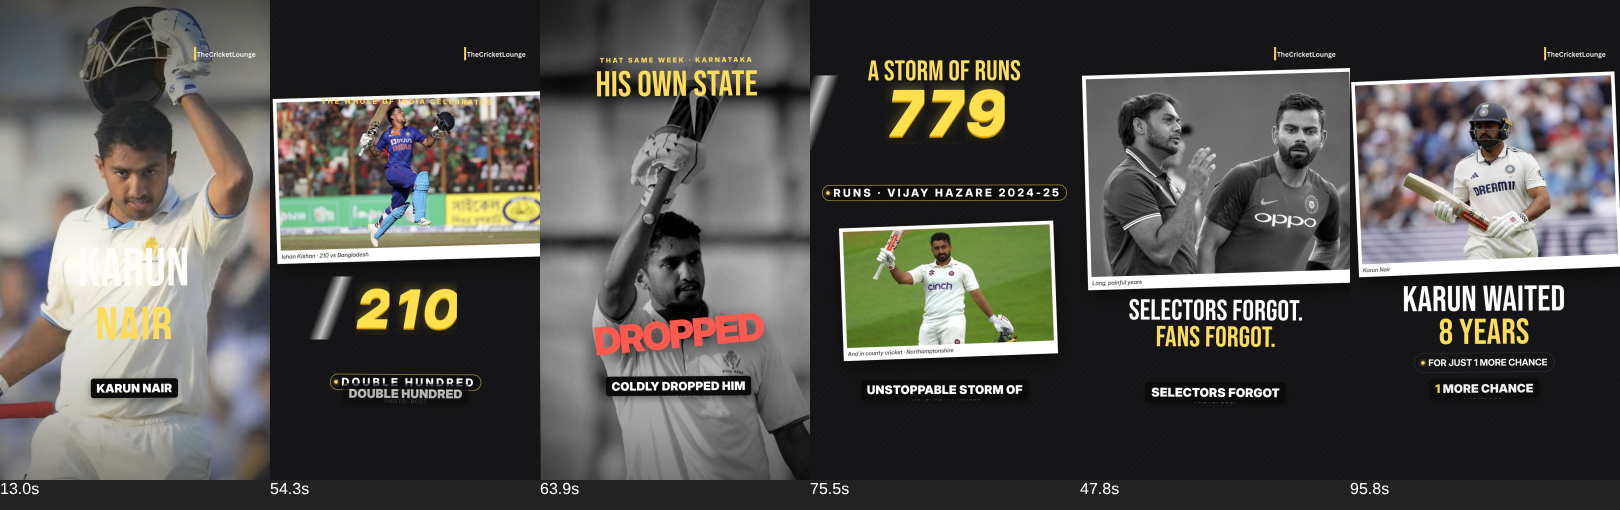 TheCricketLounge
KARUN
NAIR
KARUN NAIR
13.0s
TheCricketLounge
THE WHOLE OF INDIA CELEBRATED
INDIA
Ishan Kishan · 210 vs Bangladesh
210
DOUBLE HUNDRED
DOUBLE HUNDRED
54.3s
THAT SAME WEEK · KARNATAKA
HIS OWN STATE
DROPPED
COLDLY DROPPED HIM
63.9s
A STORM OF RUNS
779
RUNS · VIJAY HAZARE 2024-25
cinch
And in county cricket · Northamptonshire
UNSTOPPABLE STORM OF
75.5s
TheCricketLounge
oppo
Long, painful years
SELECTORS FORGOT.
FANS FORGOT.
SELECTORS FORGOT
47.8s
TheCricketLounge
DREAM11
Karun Nair
KARUN WAITED
8 YEARS
FOR JUST 1 MORE CHANCE
1 MORE CHANCE
95.8s